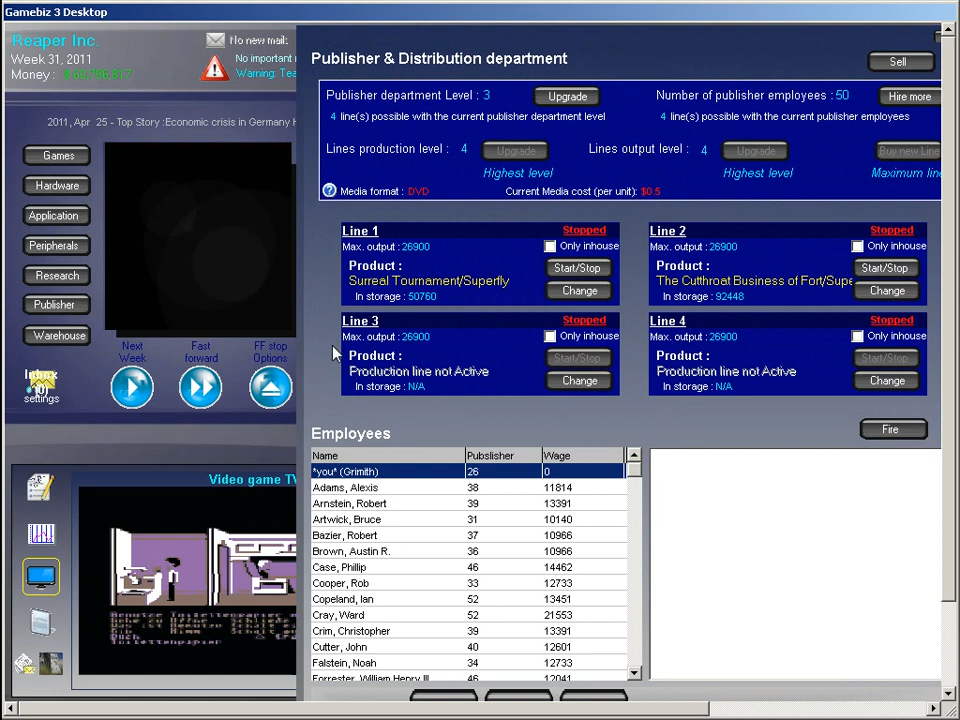 Gamebiz 3 Desktop
Reaper Inc.
Week 31, 2011
Money :
No new mail:
No important
Warning: Tea
2011, Apr 25 - Top Story :Economic crisis in Germany H
Games
Hardware
Application
Peripherals
Research
Publisher
Warehouse
Next Week
Fast forward
FF stop Options
Inbox
settings
Video game TV
Publisher & Distribution department
Sell
Publisher department Level : 3
Upgrade
Number of publisher employees : 50
Hire more
4 line(s) possible with the current publisher department level
4 line(s) possible with the current publisher employees
Lines production level : 4
Upgrade
Lines output level : 4
Upgrade
Buy new Line
Highest level
Highest level
Maximum line
Media format : DVD
Current Media cost (per unit): $0.5
Line 1
Stopped
Max. output : 26900
Only inhouse
Product :
Start/Stop
Surreal Tournament/Superfly
In storage : 50760
Change
Line 2
Stopped
Max. output : 26900
Only inhouse
Product :
Start/Stop
The Cutthroat Business of Fort/Supe
In storage : 92448
Change
Line 3
Stopped
Max. output : 26900
Only inhouse
Product :
Start/Stop
Production line not Active
In storage : N/A
Change
Line 4
Stopped
Max. output : 26900
Only inhouse
Product :
Start/Stop
Production line not Active
In storage : N/A
Change
Employees
Fire
Name Pubslisher Wage
*you* (Grimith) 26 0
Adams, Alexis 38 11814
Arnstein, Robert 39 13391
Artwick, Bruce 31 10140
Bazier, Robert 37 10966
Brown, Austin R. 36 10966
Case, Phillip 46 14462
Cooper, Rob 33 12733
Copeland, Ian 52 13451
Cray, Ward 52 21553
Crim, Christopher 39 13391
Cutter, John 40 12601
Falstein, Noah 34 12733
Forrester, William Henry III 46 12041